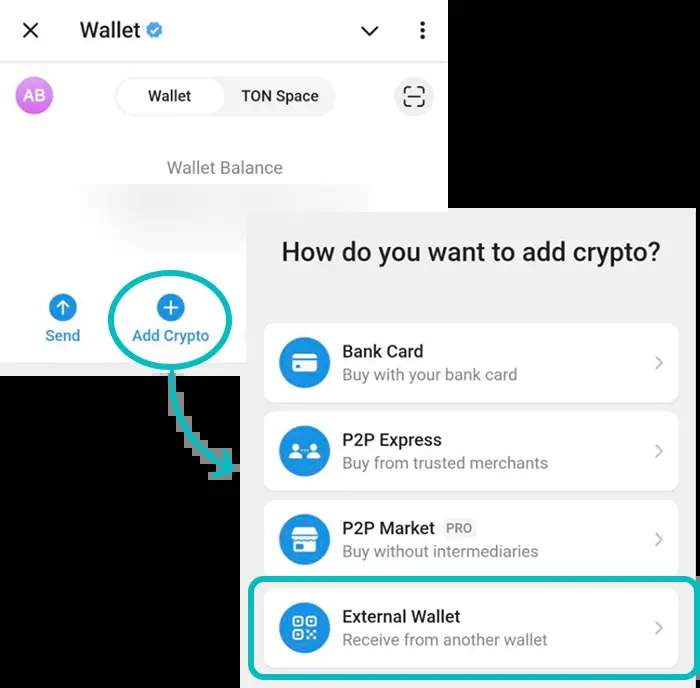 Wallet
AB
Wallet
TON Space
Wallet Balance
Send
Add Crypto
How do you want to add crypto?
Bank Card
Buy with your bank card
P2P Express
Buy from trusted merchants
P2P Market PRO
Buy without intermediaries
External Wallet
Receive from another wallet